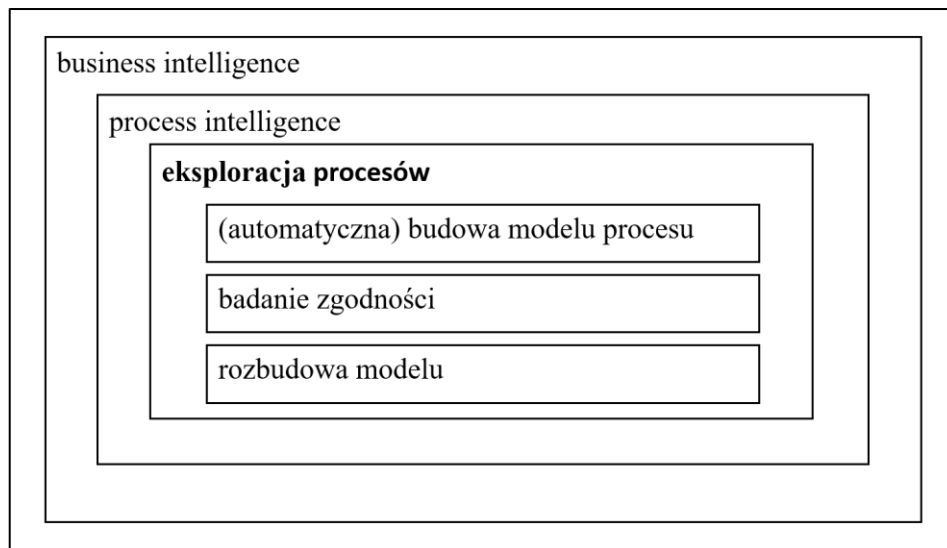 business intelligence
process intelligence
eksploracja procesów
(automatyczna) budowa modelu procesu
badanie zgodności
rozbudowa modelu